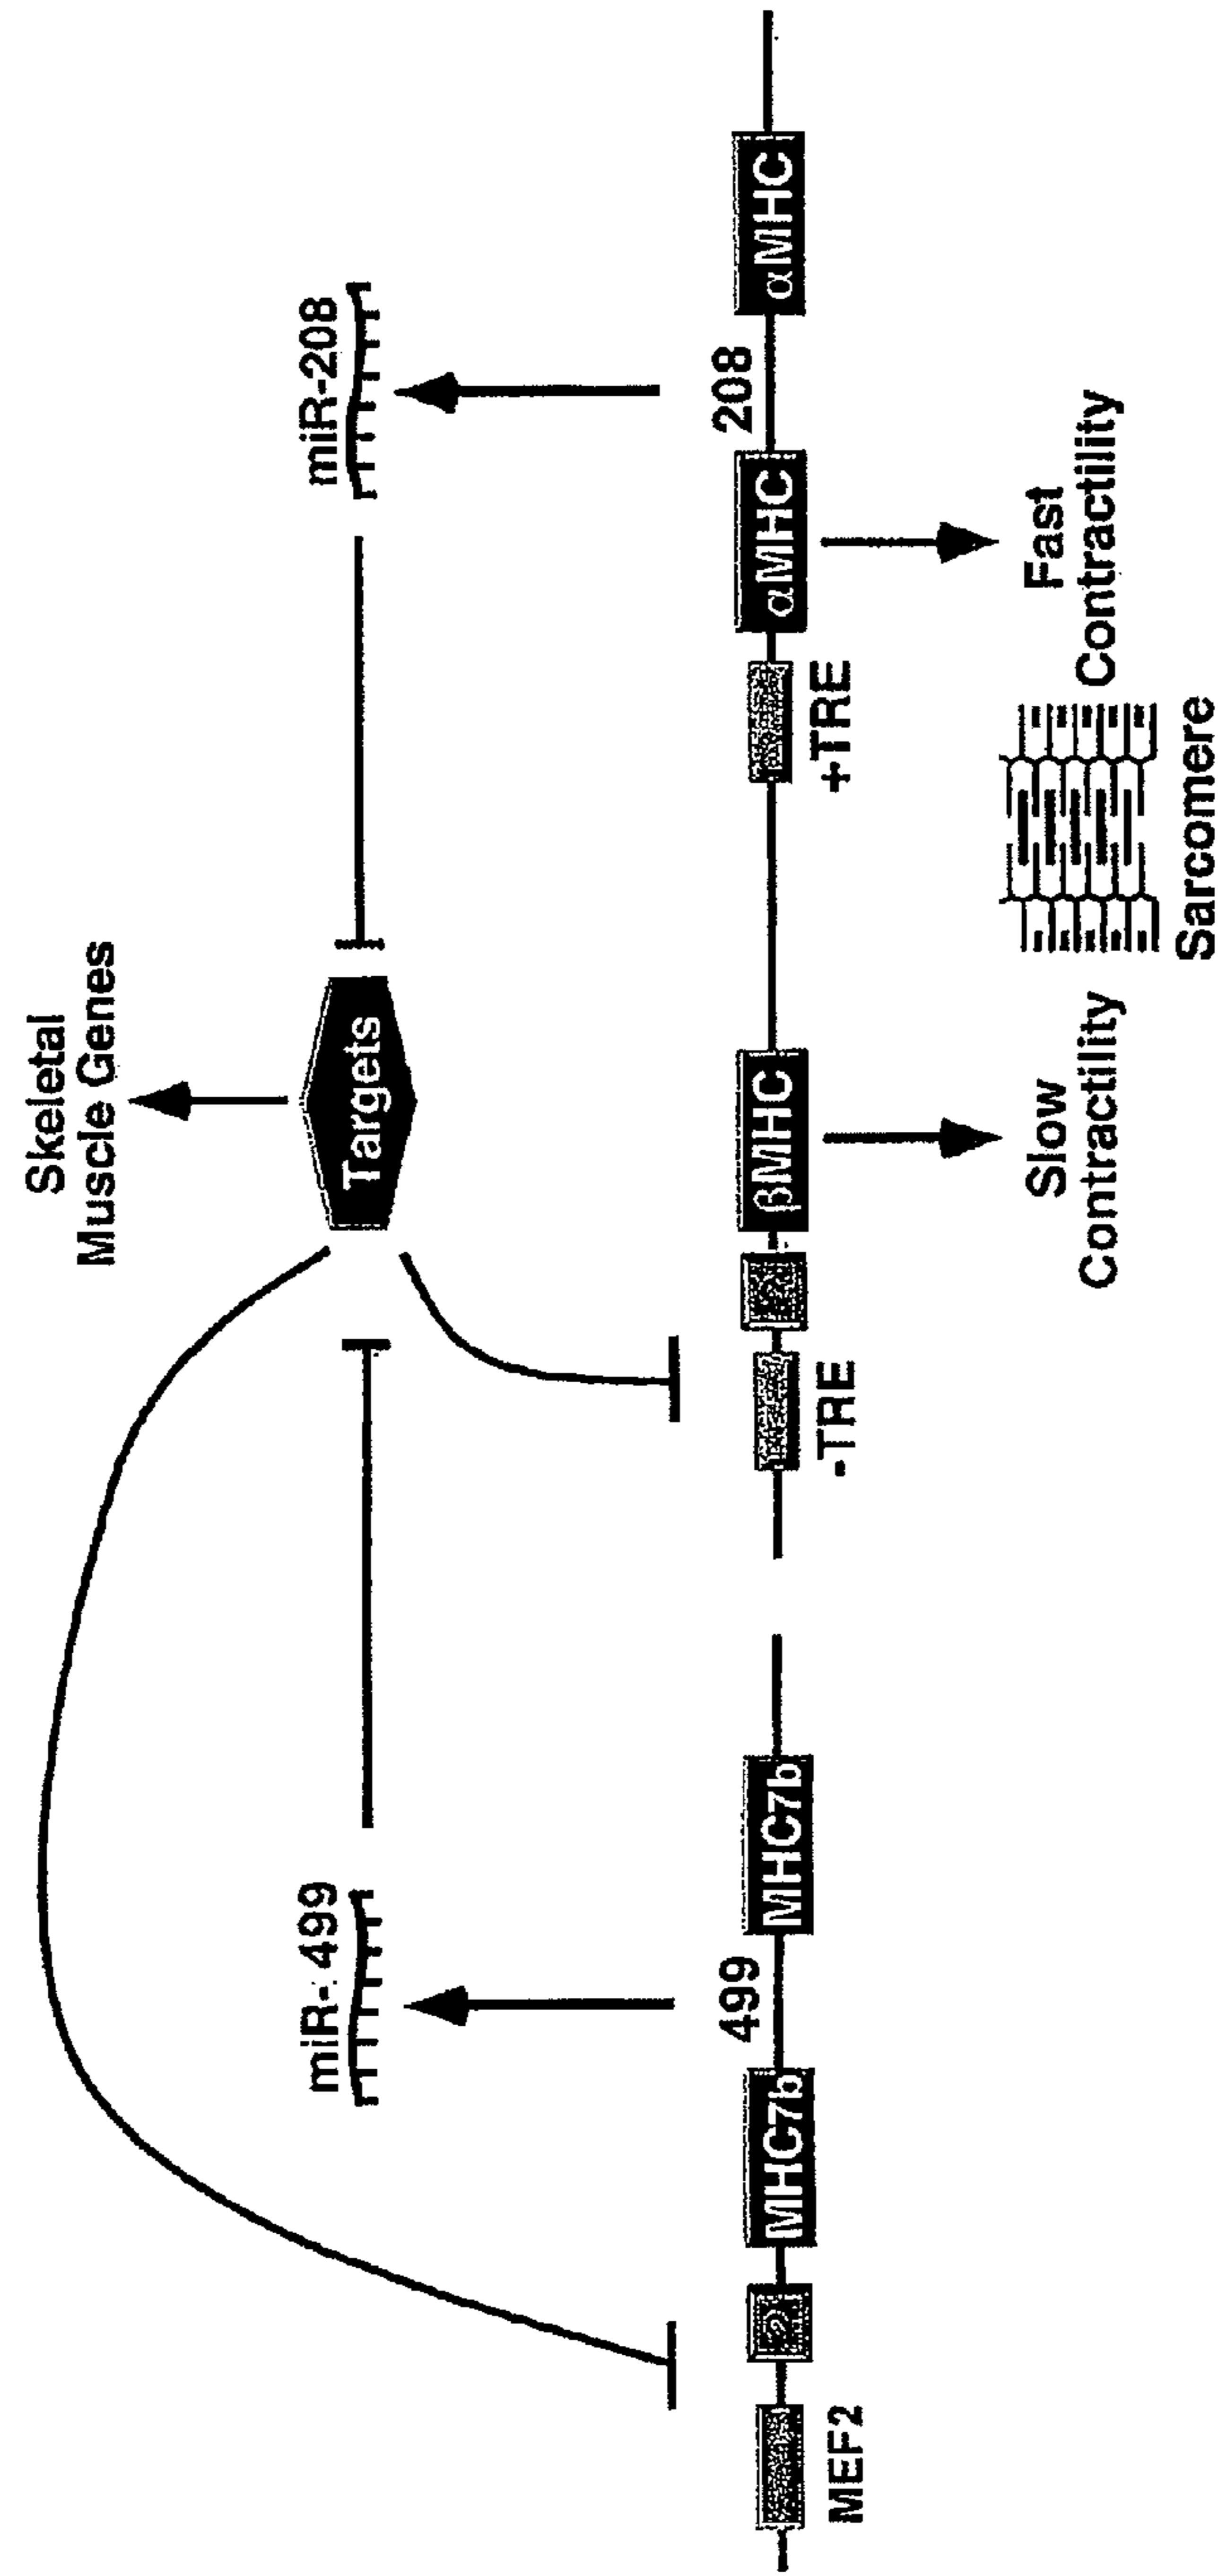 Skeletal
Muscle Genes
miR- 499
Targets
miR-208
499
208
MHC7b
MHC7b
βMHC
αMHC
αMHC
MEF2
-TRE
+TRE
Slow
Contractility
Fast
Contractility
Sarcomere